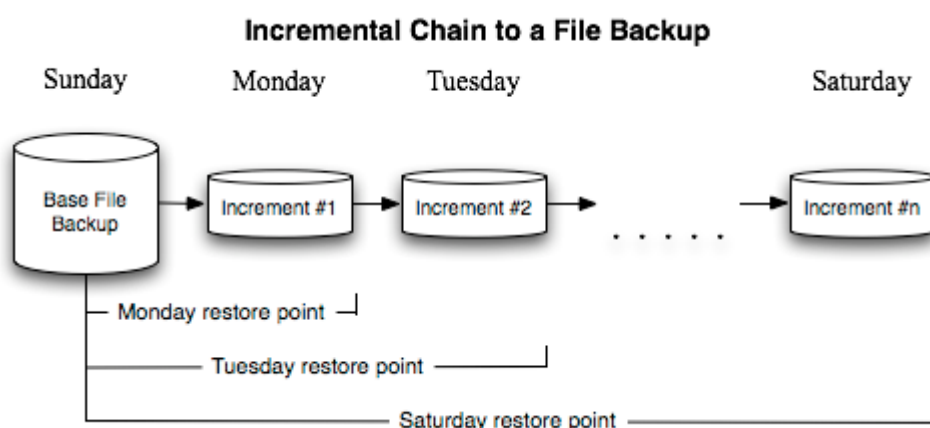 Incremental Chain to a File Backup
Sunday Monday Tuesday Saturday
Base File
Backup
Increment #1
Increment #2
. . . . .
Increment #n
Monday restore point
Tuesday restore point
Saturday restore point